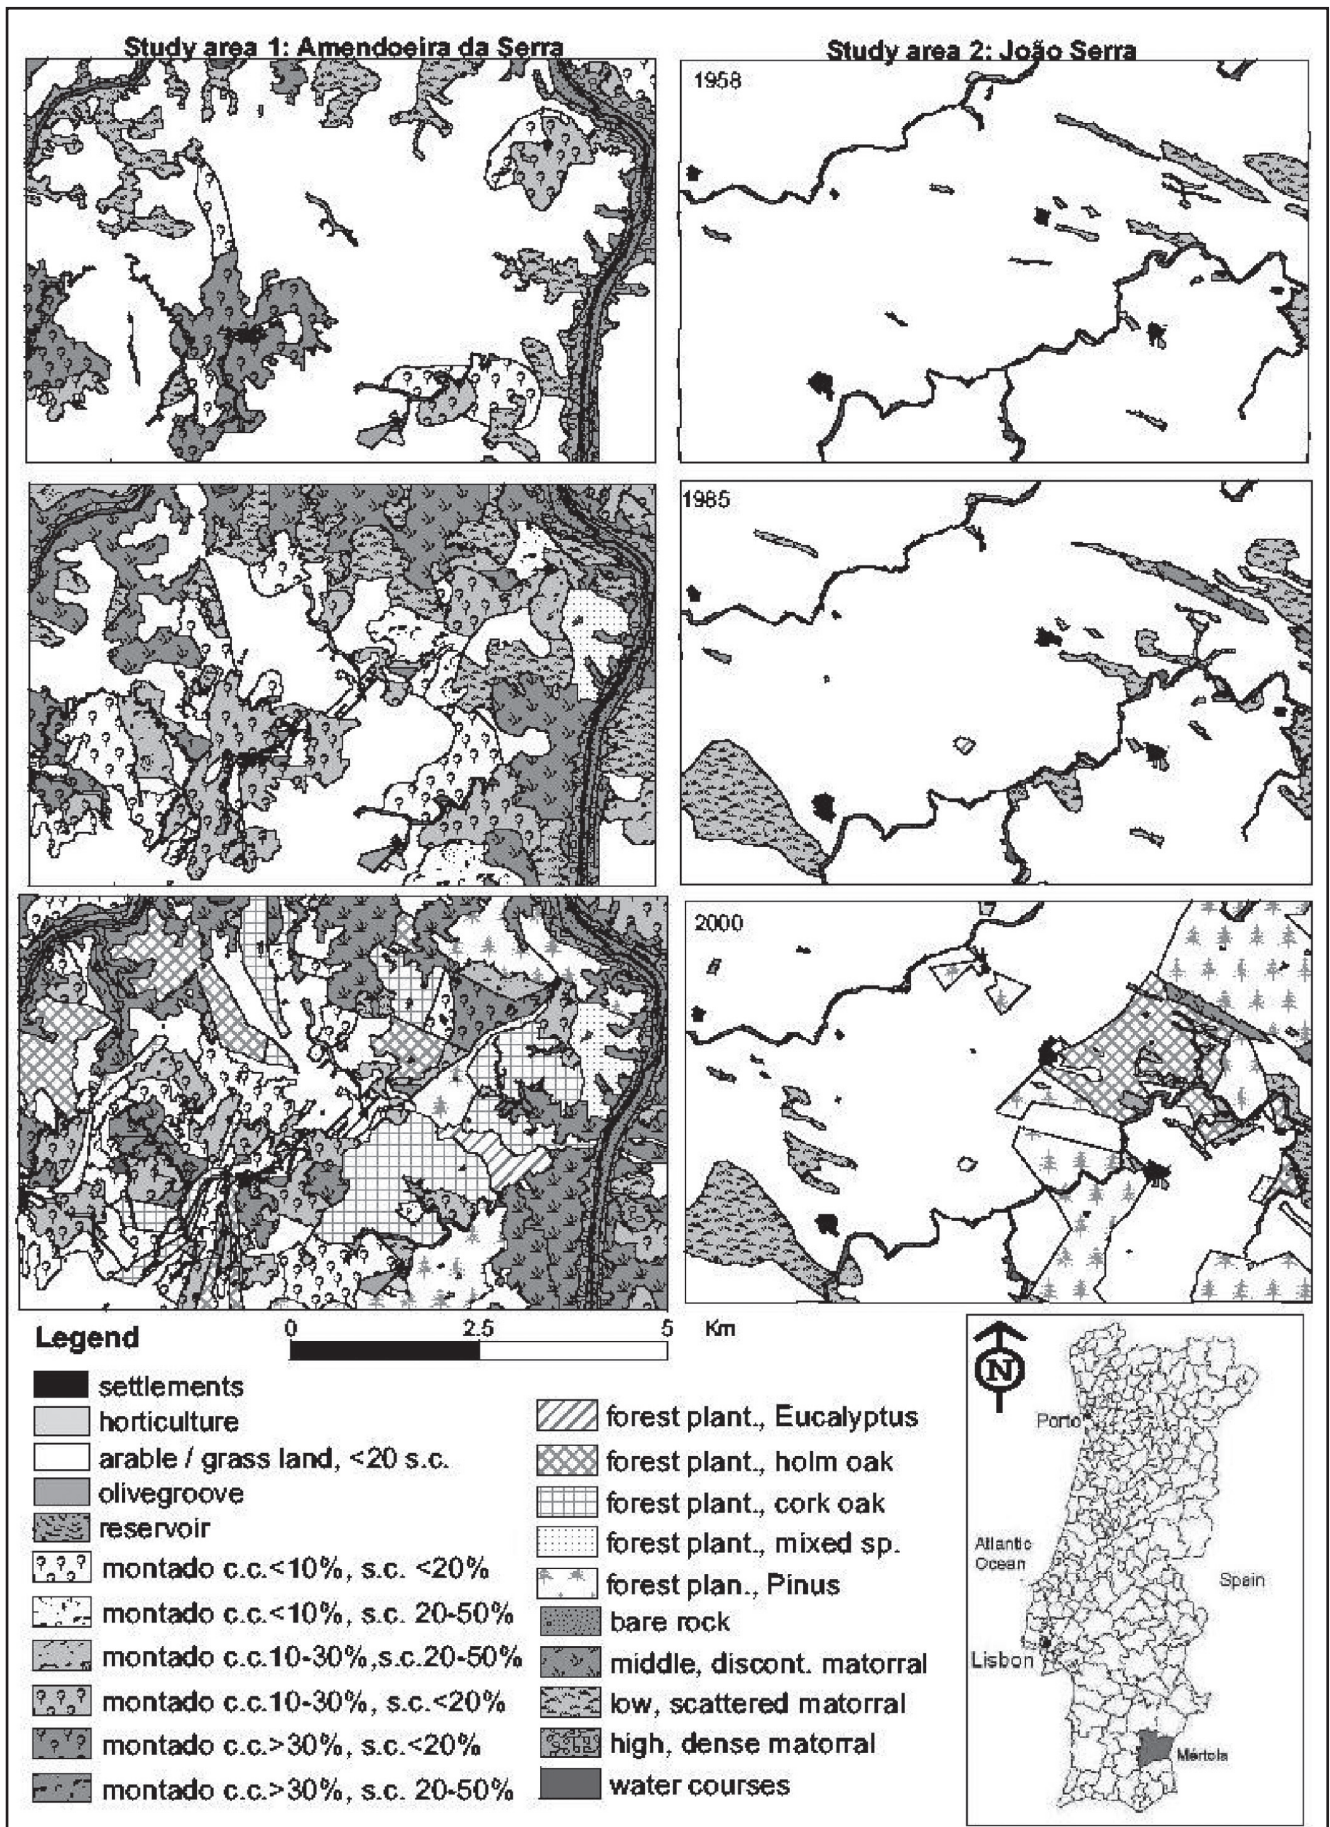 Study area 1: Amendoeira da Serra
Study area 2: João Serra
1958
1985
2000
Legend
0 2.5 5 Km
settlements
horticulture
arable / grass land, <20 s.c.
olivegroove
reservoir
montado c.c.<10%, s.c. <20%
montado c.c.<10%, s.c. 20-50%
montado c.c.10-30%,s.c.20-50%
montado c.c.10-30%, s.c.<20%
montado c.c.>30%, s.c.<20%
montado c.c.>30%, s.c. 20-50%
forest plant., Eucalyptus
forest plant., holm oak
forest plant., cork oak
forest plant., mixed sp.
forest plan., Pinus
bare rock
middle, discont. matorral
low, scattered matorral
high, dense matorral
water courses
N
Porto
Atlantic
Ocean
Spain
Lisbon
Mértola